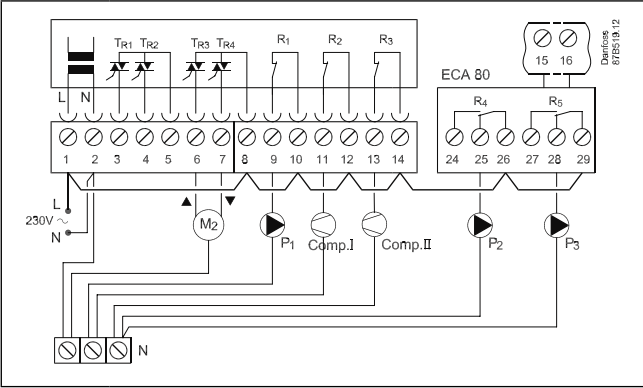 TR1 TR2 TR3 TR4 R1 R2 R3
15 16
Danfoss
87B519.12
ECA 80
L N
R4 R5
1 2 3 4 5 6 7 8 9 10 11 12 13 14
24 25 26 27 28 29
L
230V ~
N
▲ ▼
M2
P1 Comp.I Comp.II P2 P3
N